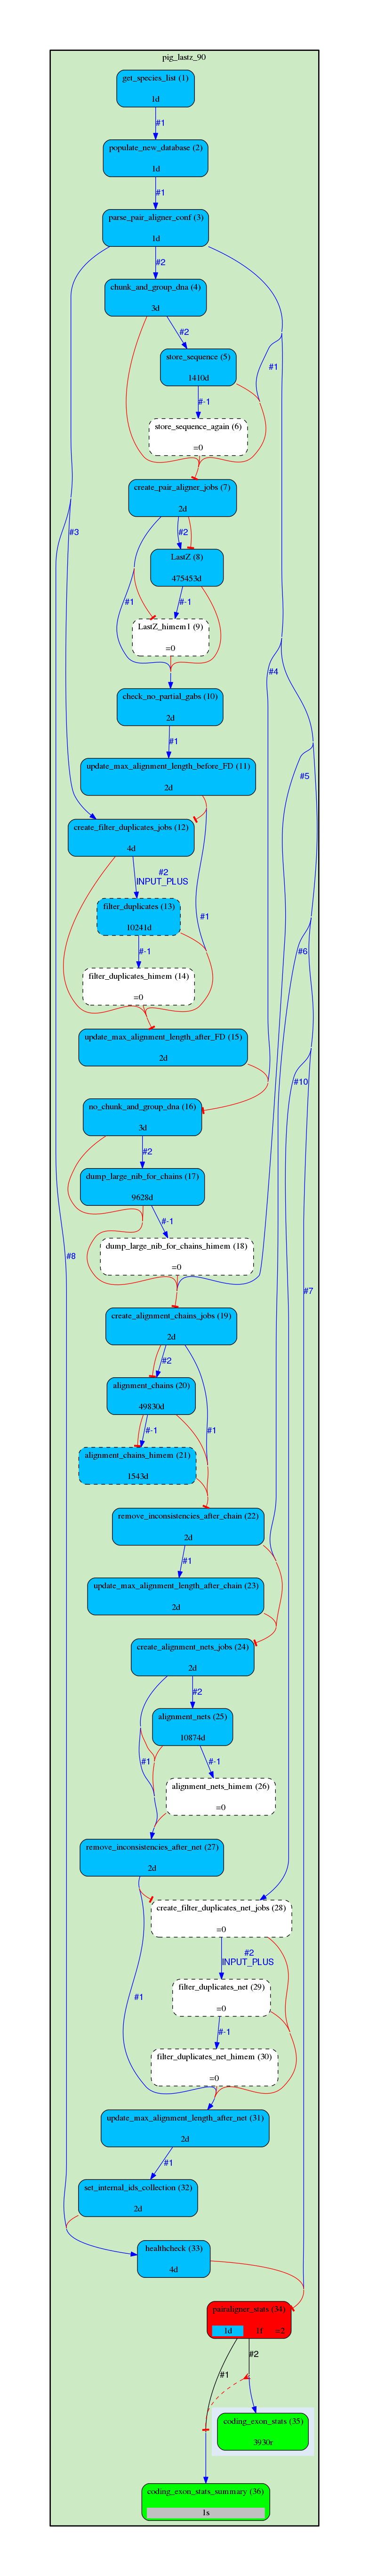 pig_lastz_90
get_species_list (1)
1d
#1
populate_new_database (2)
1d
#1
parse_pair_aligner_conf (3)
1d
#2
chunk_and_group_dna (4)
3d
#2
store_sequence (5)
#1
1410d
#-1
store_sequence_again (6)
=0
create_pair_aligner_jobs (7)
2d
#3
#2
LastZ (8)
475453d
#1
#-1
LastZ_himem1 (9)
=0
#4
check_no_partial_gabs (10)
2d
#1
update_max_alignment_length_before_FD (11)
#5
2d
create_filter_duplicates_jobs (12)
4d
#2
INPUT_PLUS
filter_duplicates (13)
#1
10241d
#-1
#6
filter_duplicates_himem (14)
=0
update_max_alignment_length_after_FD (15)
2d
#10
no_chunk_and_group_dna (16)
3d
#2
dump_large_nib_for_chains (17)
9628d
#-1
dump_large_nib_for_chains_himem (18)
#8
=0
#7
create_alignment_chains_jobs (19)
2d
#2
alignment_chains (20)
49830d
#1
#-1
alignment_chains_himem (21)
1543d
remove_inconsistencies_after_chain (22)
2d
#1
update_max_alignment_length_after_chain (23)
2d
create_alignment_nets_jobs (24)
2d
#2
alignment_nets (25)
10874d
#1
#-1
alignment_nets_himem (26)
=0
remove_inconsistencies_after_net (27)
2d
create_filter_duplicates_net_jobs (28)
=0
#2
INPUT_PLUS
filter_duplicates_net (29)
#1
=0
#-1
filter_duplicates_net_himem (30)
=0
update_max_alignment_length_after_net (31)
2d
#1
set_internal_ids_collection (32)
2d
healthcheck (33)
4d
pairaligner_stats (34)
1d 1f =2
#2
#1
coding_exon_stats (35)
3930r
coding_exon_stats_summary (36)
1s